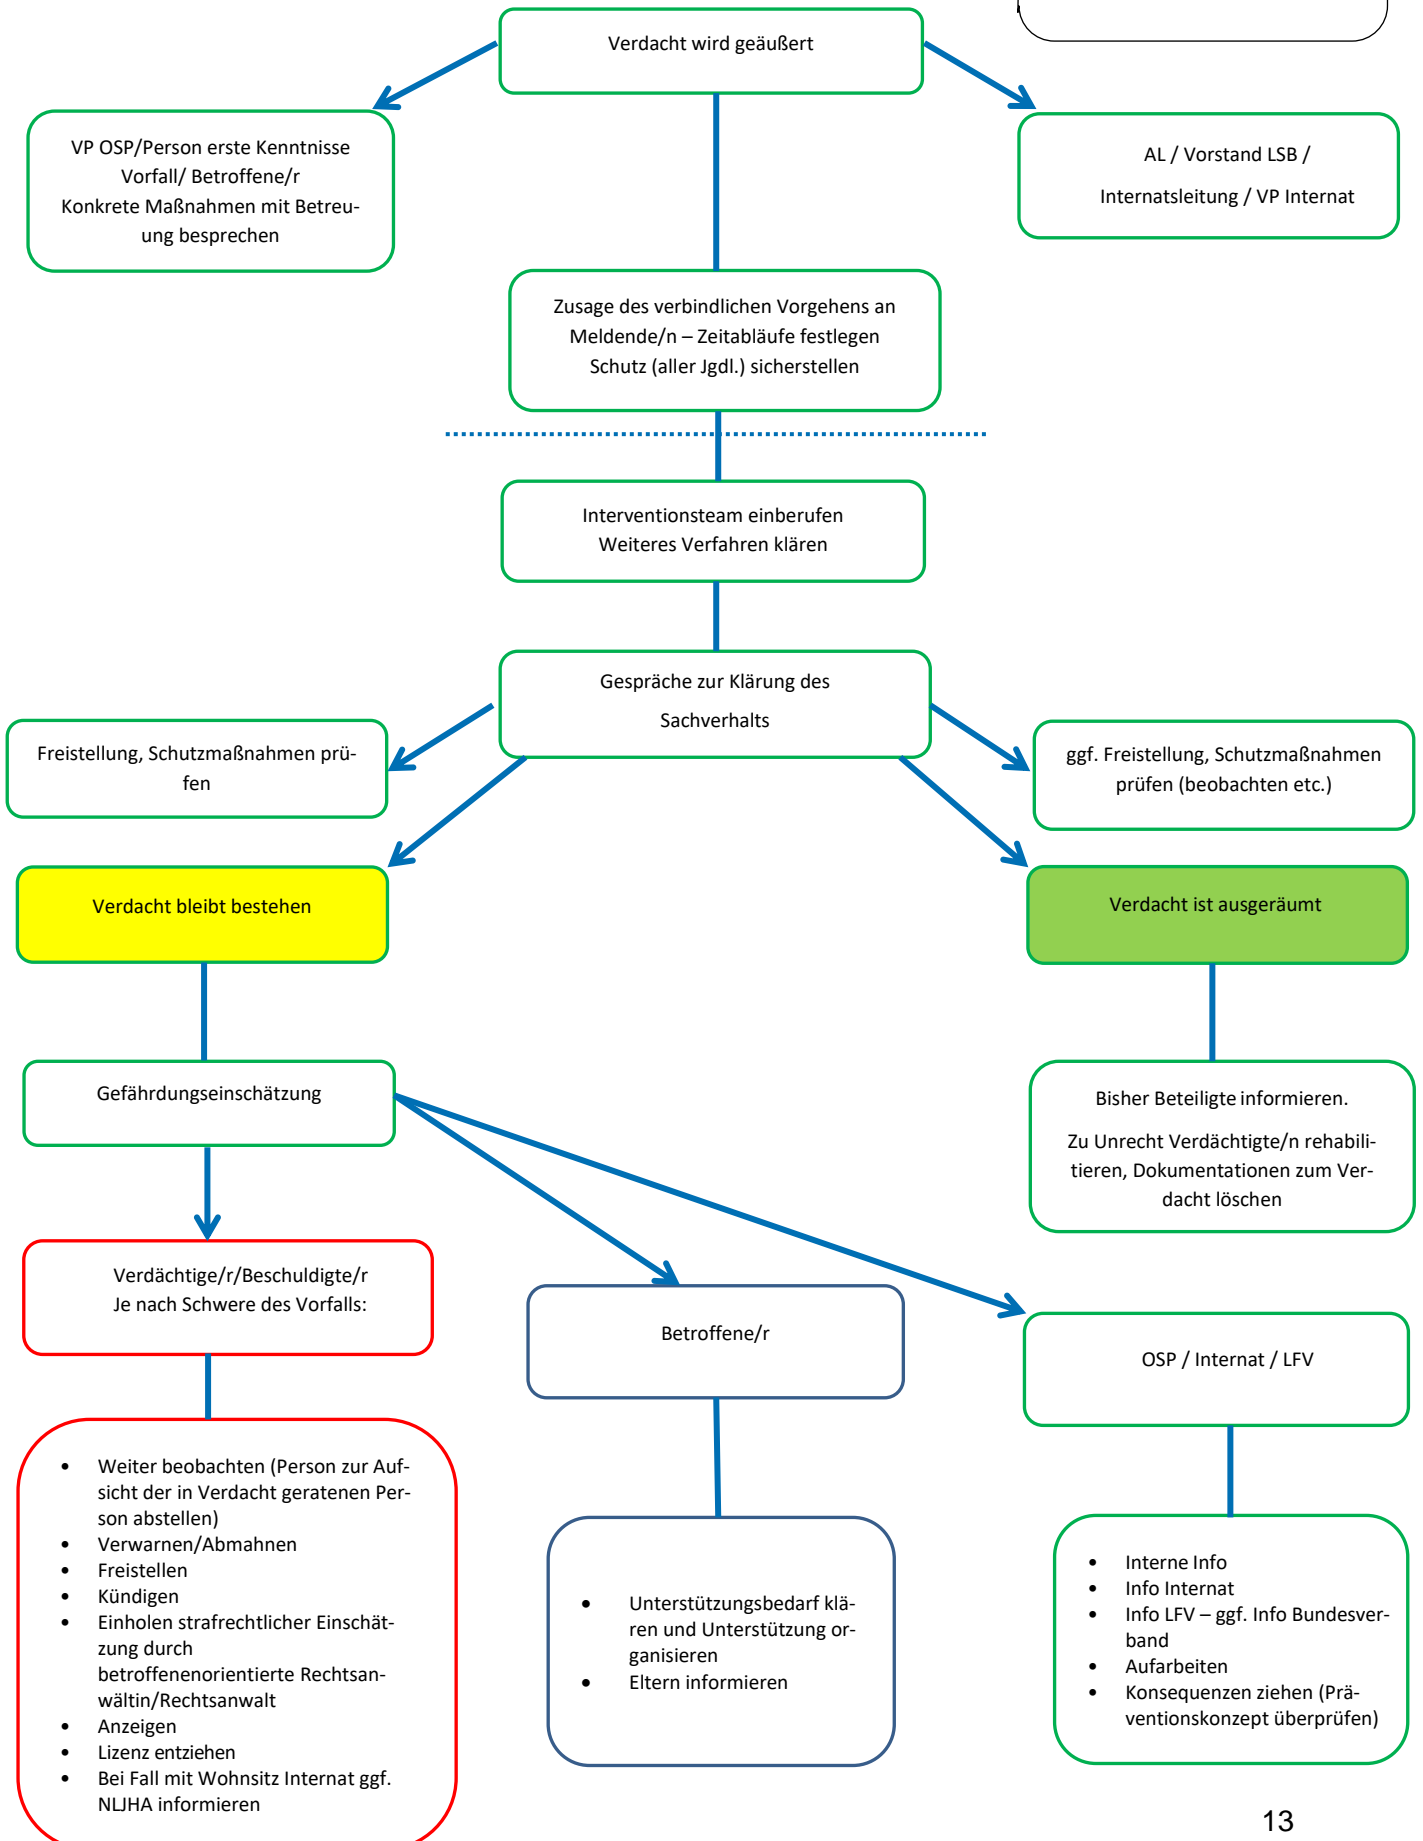 Verdacht wird geäußert
VP OSP/Person erste Kenntnisse
Vorfall/ Betroffene/r
Konkrete Maßnahmen mit Betreu-
ung besprechen
AL / Vorstand LSB /
Internatsleitung / VP Internat
Zusage des verbindlichen Vorgehens an
Meldende/n – Zeitabläufe festlegen
Schutz (aller Jgdl.) sicherstellen
Interventionsteam einberufen
Weiteres Verfahren klären
Gespräche zur Klärung des
Sachverhalts
Freistellung, Schutzmaßnahmen prü-
fen
ggf. Freistellung, Schutzmaßnahmen
prüfen (beobachten etc.)
Verdacht bleibt bestehen
Verdacht ist ausgeräumt
Gefährdungseinschätzung
Bisher Beteiligte informieren.
Zu Unrecht Verdächtigte/n rehabili-
tieren, Dokumentationen zum Ver-
dacht löschen
Verdächtige/r/Beschuldigte/r
Je nach Schwere des Vorfalls:
Betroffene/r
OSP / Internat / LFV
• Weiter beobachten (Person zur Auf-
sicht der in Verdacht geratenen Per-
son abstellen)
• Verwarnen/Abmahnen
• Freistellen
• Kündigen
• Einholen strafrechtlicher Einschät-
zung durch
betroffenenorientierte Rechtsan-
wältin/Rechtsanwalt
• Anzeigen
• Lizenz entziehen
• Bei Fall mit Wohnsitz Internat ggf.
NLJHA informieren
• Unterstützungsbedarf klä-
ren und Unterstützung or-
ganisieren
• Eltern informieren
• Interne Info
• Info Internat
• Info LFV – ggf. Info Bundesver-
band
• Aufarbeiten
• Konsequenzen ziehen (Prä-
ventionskonzept überprüfen)
13